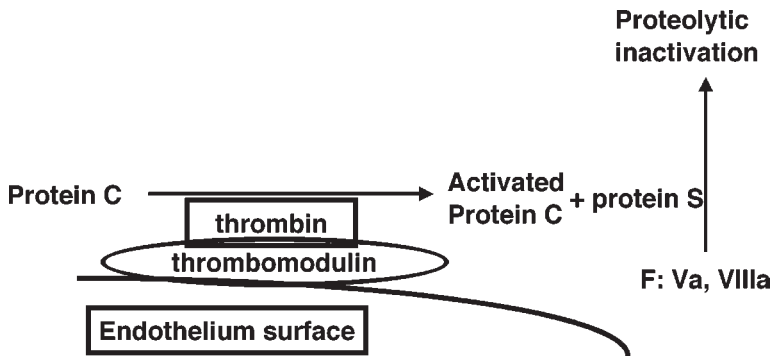 Proteolytic
inactivation
Protein C
Activated
Protein C
+ protein S
thrombin
thrombomodulin
F: Va, VIIIa
Endothelium surface